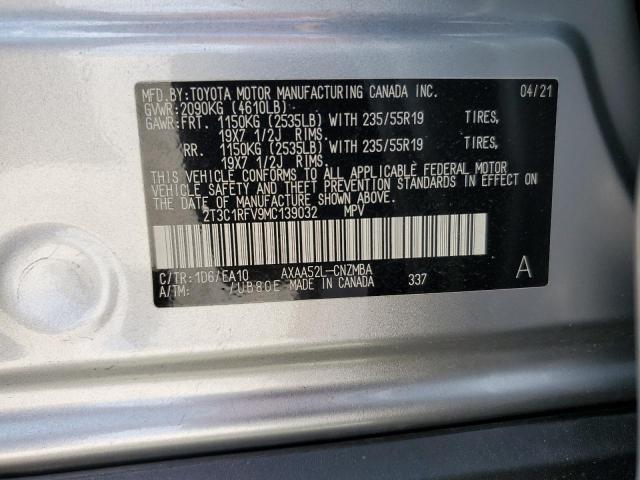 MFD.BY:TOYOTA MOTOR MANUFACTURING CANADA INC. 04/21
GVWR:2090KG (4610LB)
GAWR:FRT. 1150KG (2535LB) WITH 235/55R19 TIRES,
19X7 1/2J RIMS.
RR. 1150KG (2535LB) WITH 235/55R19 TIRES,
19X7 1/2J RIMS.
THIS VEHICLE CONFORMS TO ALL APPLICABLE FEDERAL MOTOR
VEHICLE SAFETY AND THEFT PREVENTION STANDARDS IN EFFECT ON
THE DATE OF MANUFACTURE SHOWN ABOVE.
2T3C1RFV9MC139032 MPV
C/TR:1D6/EA10 AXAA52L-CNZMBA A
A/TM: /UB80E MADE IN CANADA 337